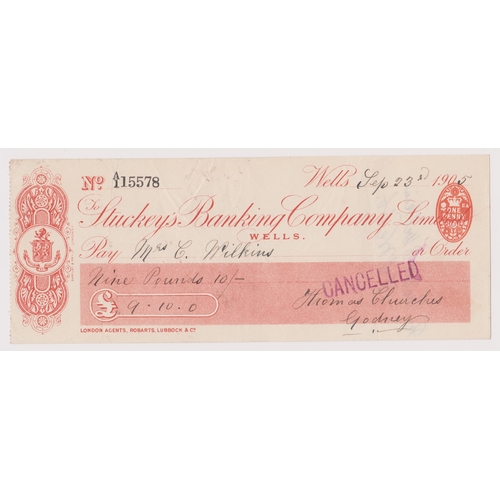 No A/115578
Wells Sep 23rd 1905
To Stuckey's Banking Company Limited
WELLS.
ONE PENNY
Pay Mrs C. Wilkins or Order
Nine Pounds 10/-
CANCELLED
£ 9-10-0
Thomas Churches
Godney
LONDON AGENTS, ROBARTS, LUBBOCK & Co